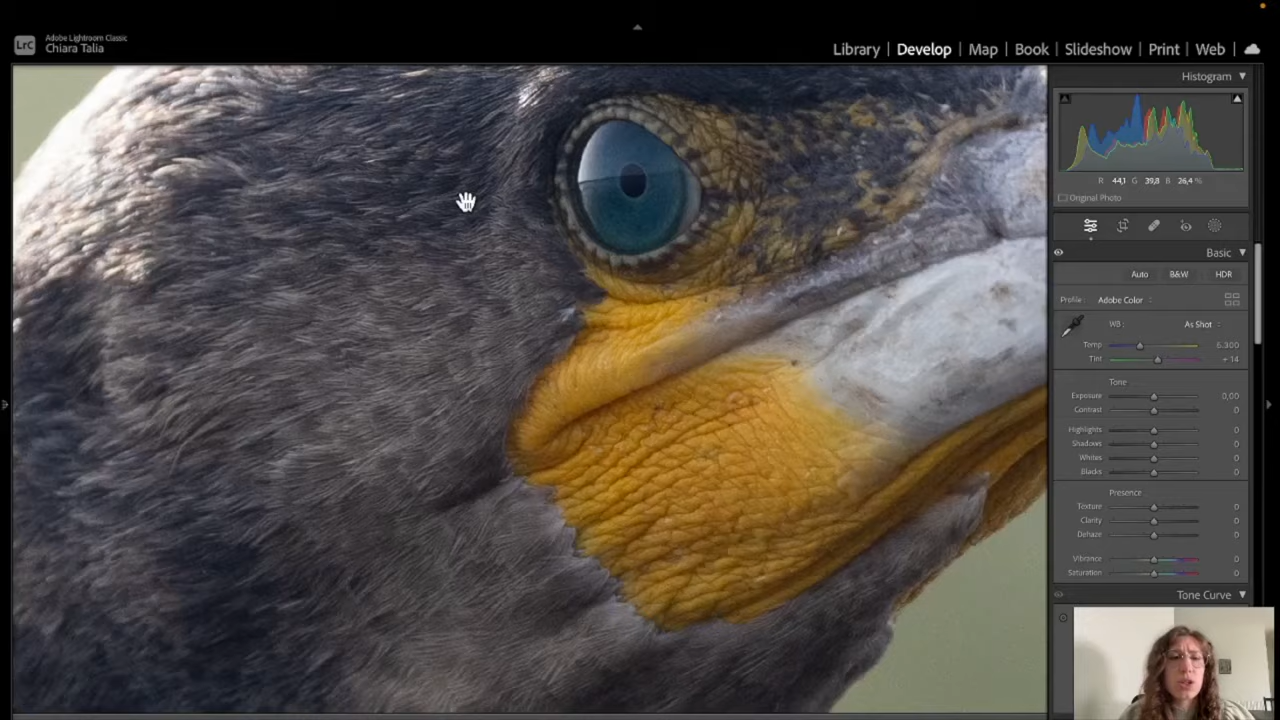 LrC
Adobe Lightroom Classic
Chiara Talia
Library | Develop | Map | Book | Slideshow | Print | Web |
Histogram
R 44,1 G 39,8 B 26,4 %
Original Photo
Basic
Auto B&W HDR
Profile: Adobe Color
WB: As Shot
Temp 5.300
Tint + 14
Tone
Exposure 0,00
Contrast 0
Highlights 0
Shadows 0
Whites 0
Blacks 0
Presence
Texture 0
Clarity 0
Dehaze 0
Vibrance 0
Saturation 0
Tone Curve